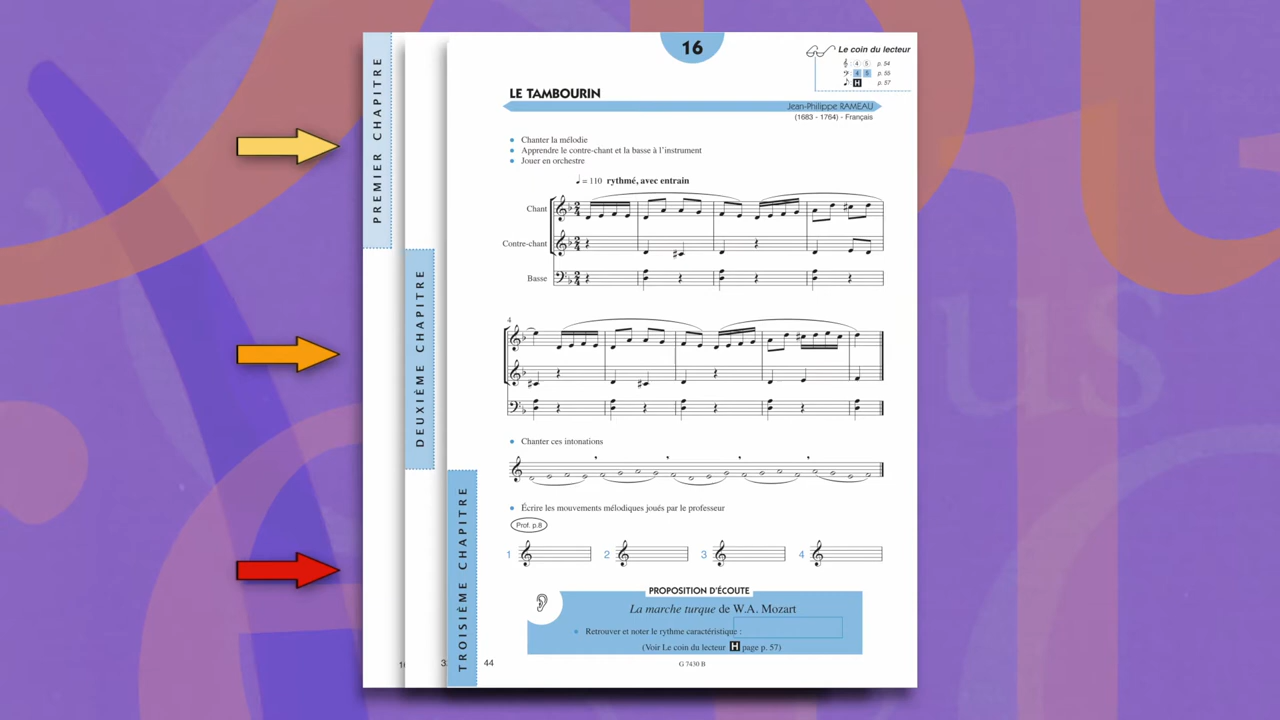 PREMIER CHAPITRE
DEUXIÈME CHAPITRE
TROISIÈME CHAPITRE
16
Le coin du lecteur
4 5 p. 54
4 5 p. 55
H p. 57
LE TAMBOURIN
Jean-Philippe RAMEAU
(1683 - 1764) - Français
Chanter la mélodie
Apprendre le contre-chant et la basse à l'instrument
Jouer en orchestre
= 110 rythmé, avec entrain
Chant
Contre-chant
Basse
4
Chanter ces intonations
Écrire les mouvements mélodiques joués par le professeur
Prof. p.8
1 2 3 4
PROPOSITION D'ÉCOUTE
La marche turque de W.A. Mozart
Retrouver et noter le rythme caractéristique :
(Voir Le coin du lecteur H page p. 57)
44
G 7430 B